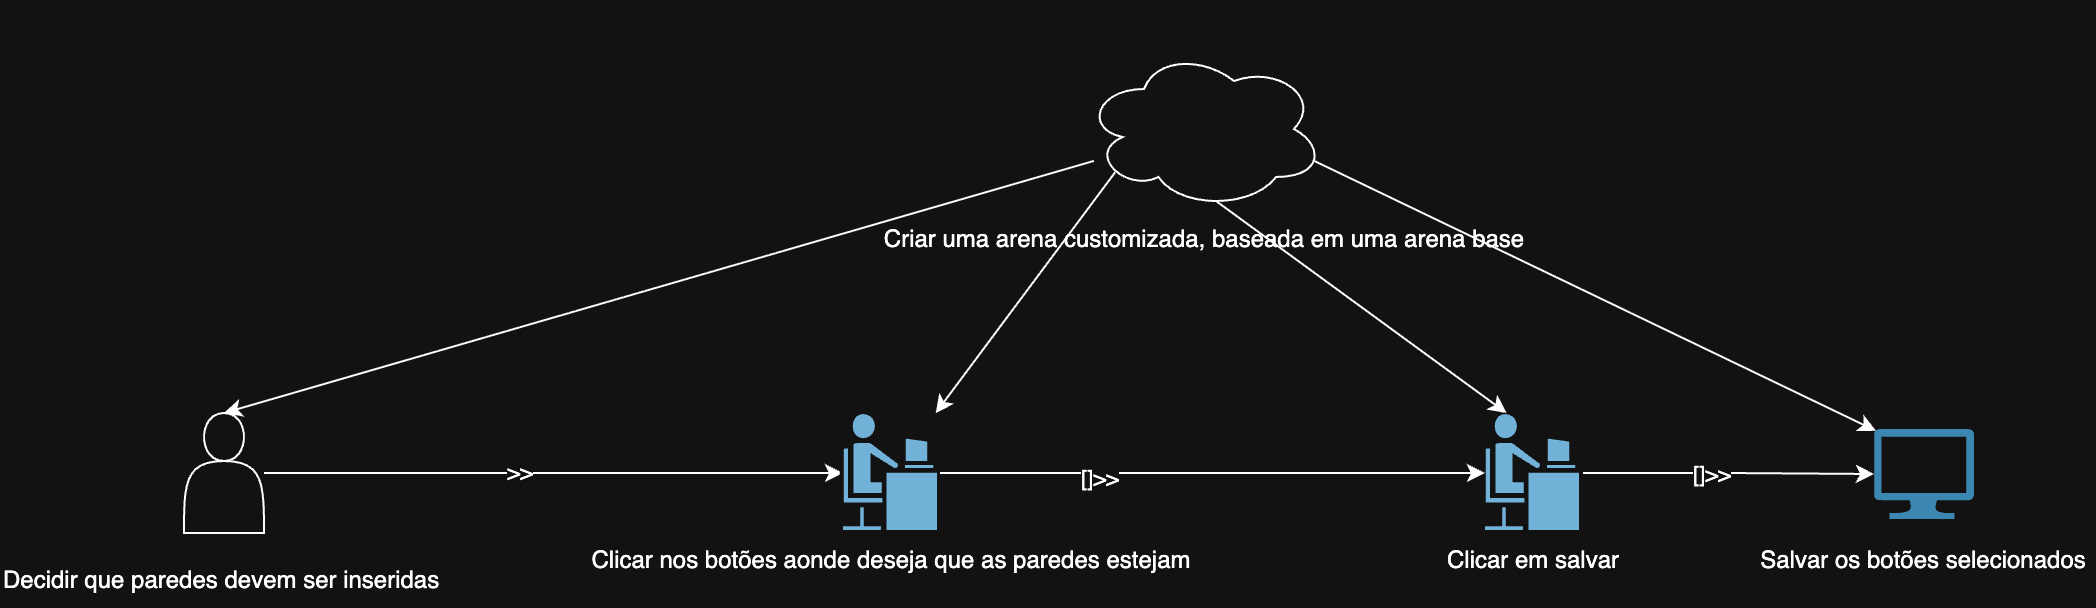 Criar uma arena customizada, baseada em uma arena base
>>
[]>>
[]>>
Decidir que paredes devem ser inseridas
Clicar nos botões aonde deseja que as paredes estejam
Clicar em salvar
Salvar os botões selecionados